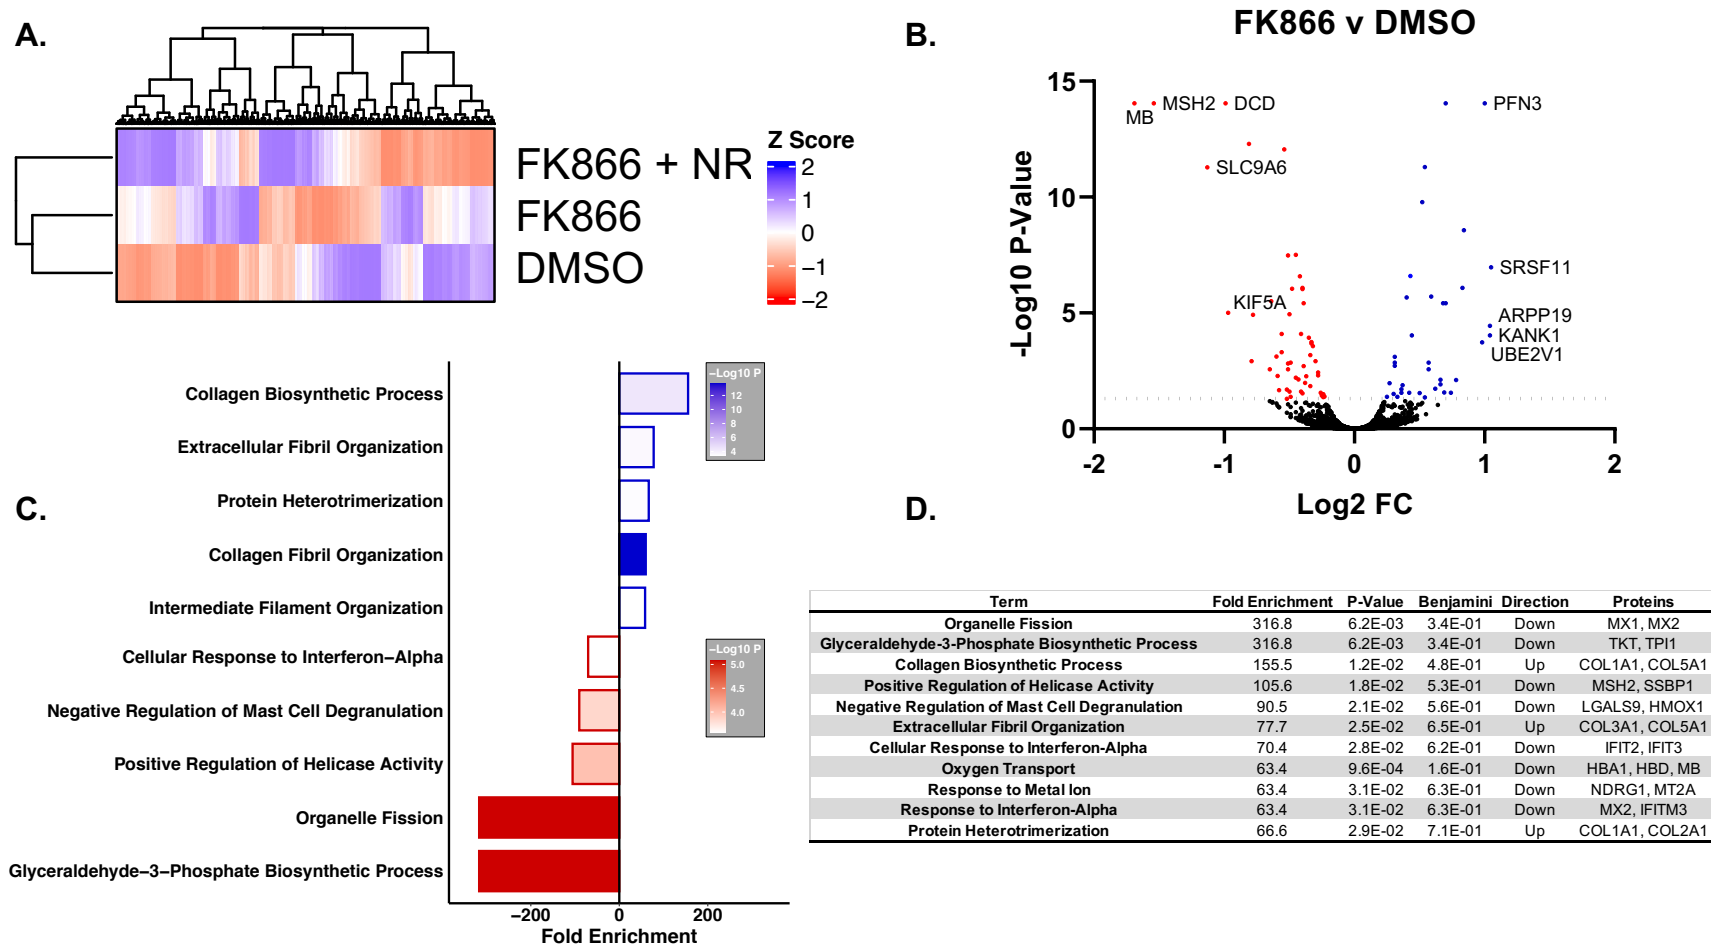 A.
FK866 + NR
FK866
DMSO
Z Score
2
1
0
−1
−2
B.
FK866 v DMSO
-Log10 P-Value
15
10
5
0
-2
-1
0
1
2
Log2 FC
MB
MSH2
DCD
SLC9A6
KIF5A
PFN3
SRSF11
ARPP19
KANK1
UBE2V1
C.
Collagen Biosynthetic Process
Extracellular Fibril Organization
Protein Heterotrimerization
Collagen Fibril Organization
Intermediate Filament Organization
Cellular Response to Interferon−Alpha
Negative Regulation of Mast Cell Degranulation
Positive Regulation of Helicase Activity
Organelle Fission
Glyceraldehyde−3−Phosphate Biosynthetic Process
−200
0
200
Fold Enrichment
−Log10 P
12
10
8
6
4
−Log10 P
5.0
4.5
4.0
D.
Term Fold Enrichment P-Value Benjamini Direction Proteins
Organelle Fission 316.8 6.2E-03 3.4E-01 Down MX1, MX2
Glyceraldehyde-3-Phosphate Biosynthetic Process 316.8 6.2E-03 3.4E-01 Down TKT, TPI1
Collagen Biosynthetic Process 155.5 1.2E-02 4.8E-01 Up COL1A1, COL5A1
Positive Regulation of Helicase Activity 105.6 1.8E-02 5.3E-01 Down MSH2, SSBP1
Negative Regulation of Mast Cell Degranulation 90.5 2.1E-02 5.6E-01 Down LGALS9, HMOX1
Extracellular Fibril Organization 77.7 2.5E-02 6.5E-01 Up COL3A1, COL5A1
Cellular Response to Interferon-Alpha 70.4 2.8E-02 6.2E-01 Down IFIT2, IFIT3
Oxygen Transport 63.4 9.6E-04 1.6E-01 Down HBA1, HBD, MB
Response to Metal Ion 63.4 3.1E-02 6.3E-01 Down NDRG1, MT2A
Response to Interferon-Alpha 63.4 3.1E-02 6.3E-01 Down MX2, IFITM3
Protein Heterotrimerization 66.6 2.9E-02 7.1E-01 Up COL1A1, COL2A1